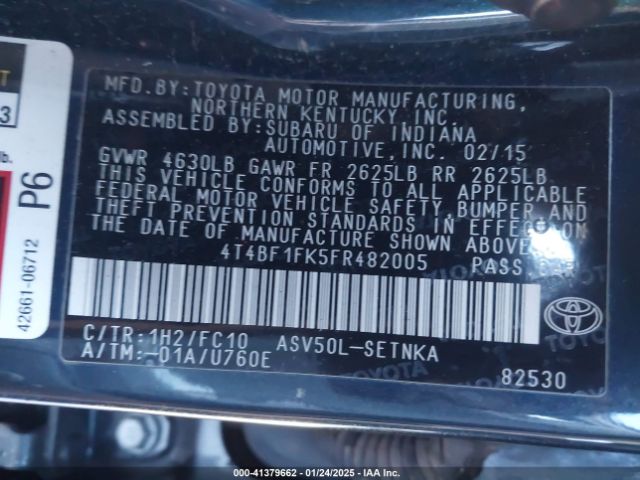 MFD.BY:TOYOTA MOTOR MANUFACTURING,
NORTHERN KENTUCKY,INC.
ASSEMBLED BY:SUBARU OF INDIANA
AUTOMOTIVE,INC. 02/15
GVWR 4630LB GAWR FR 2625LB RR 2625LB
THIS VEHICLE CONFORMS TO ALL APPLICABLE
FEDERAL MOTOR VEHICLE SAFETY,BUMPER AND
THEFT PREVENTION STANDARDS IN EFFECT ON
THE DATE OF MANUFACTURE SHOWN ABOVE.
4T4BF1FK5FR482005 PASS.
C/TR:1H2/FC10 ASV50L-SETNKA
A/TM:-01A/U760E
82530
TOYOTA
3
lb.
P6
42661-06712
000-41379662 - 01/24/2025 - IAA Inc.